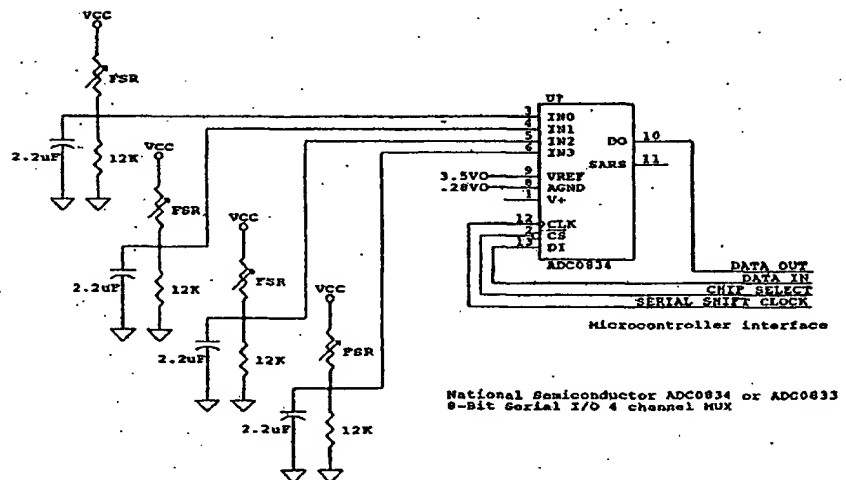 VCC
FSR
2.2uF
12K
VCC
FSR
2.2uF
12K
VCC
FSR
2.2uF
12K
VCC
FSR
2.2uF
12K
U?
3 IN0
4 IN1
5 IN2
6 IN3
DO 10
SARS 11
3.5V 9 VREF
.28V 8 AGND
1 V+
12 CLK
2 CS
13 DI
ADC0834
DATA OUT
DATA IN
CHIP SELECT
SERIAL SHIFT CLOCK
Microcontroller interface
National Semiconductor ADC0834 or ADC0833
8-Bit Serial I/O 4 channel MUX